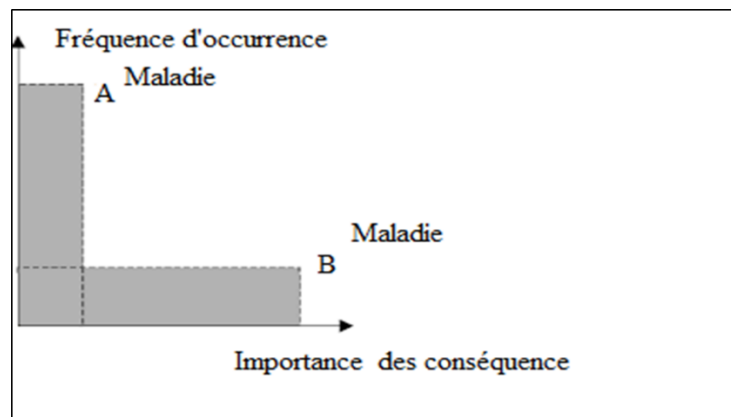 Fréquence d'occurrence
Maladie
A
Maladie
B
Importance des conséquence